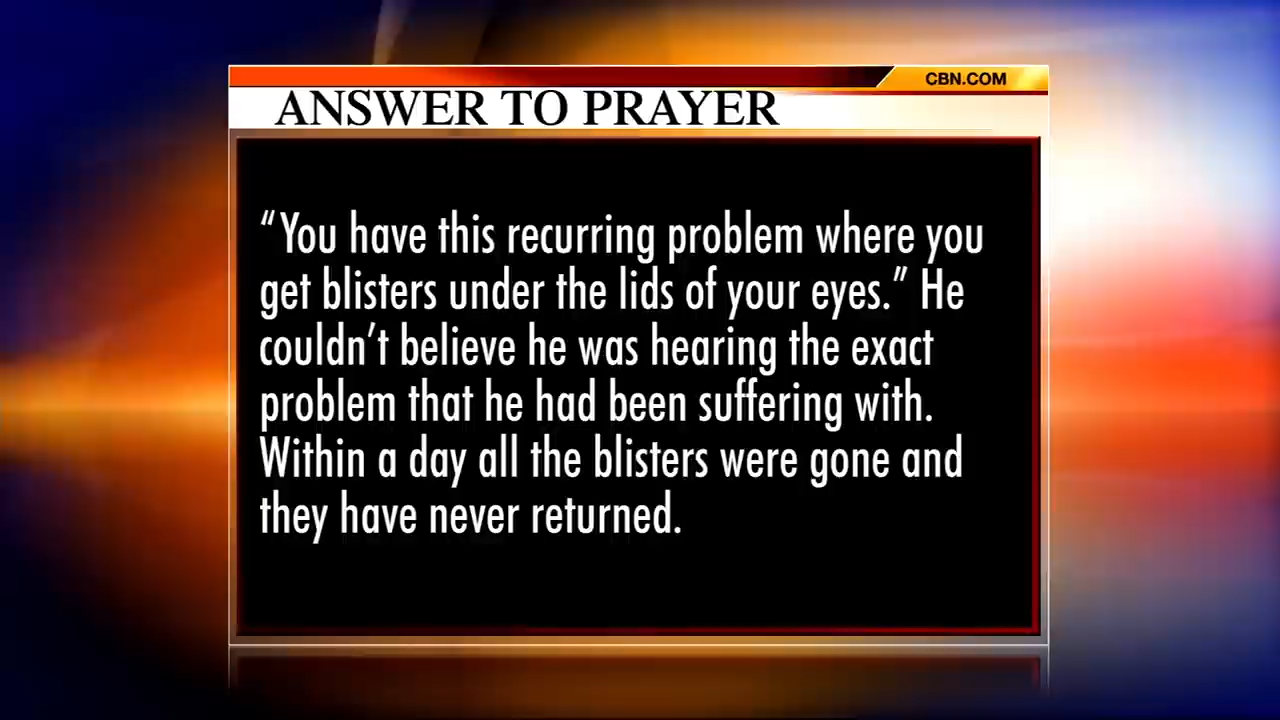 CBN.COM
ANSWER TO PRAYER
“You have this recurring problem where you
get blisters under the lids of your eyes.” He
couldn’t believe he was hearing the exact
problem that he had been suffering with.
Within a day all the blisters were gone and
they have never returned.